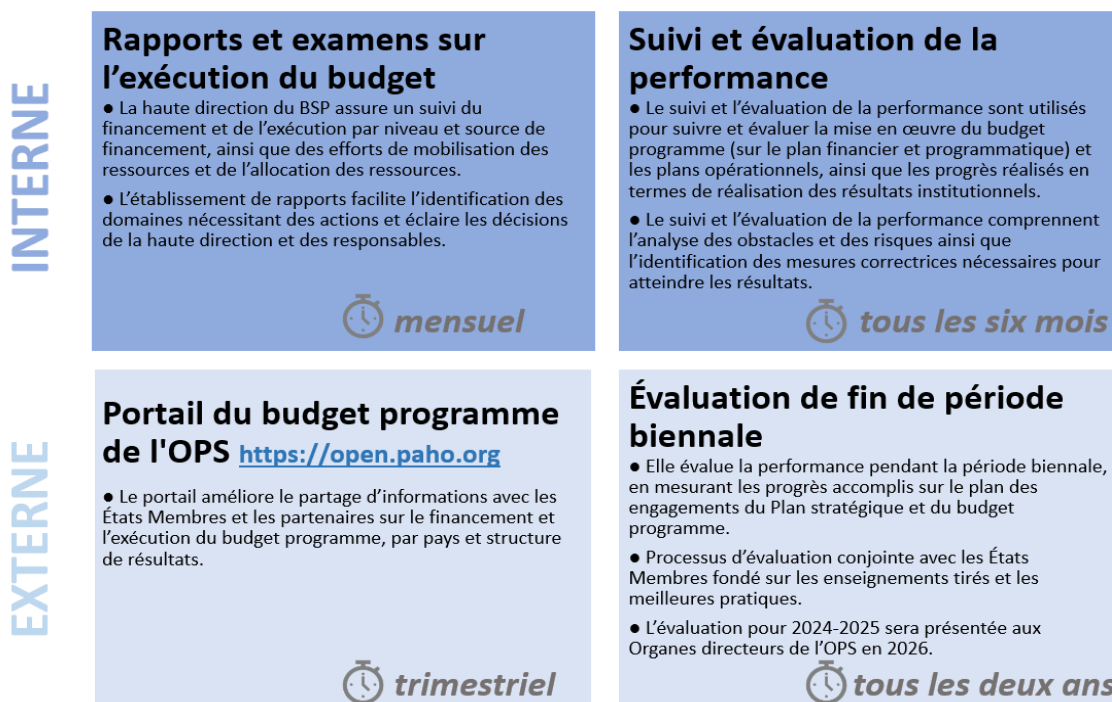 INTERNE
Rapports et examens sur
l’exécution du budget
● La haute direction du BSP assure un suivi du
financement et de l’exécution par niveau et source de
financement, ainsi que des efforts de mobilisation des
ressources et de l’allocation des ressources.
● L’établissement de rapports facilite l’identification des
domaines nécessitant des actions et éclaire les décisions
de la haute direction et des responsables.
mensuel
Suivi et évaluation de la
performance
● Le suivi et l’évaluation de la performance sont utilisés
pour suivre et évaluer la mise en œuvre du budget
programme (sur le plan financier et programmatique) et
les plans opérationnels, ainsi que les progrès réalisés en
termes de réalisation des résultats institutionnels.
● Le suivi et l’évaluation de la performance comprennent
l’analyse des obstacles et des risques ainsi que
l’identification des mesures correctrices nécessaires pour
atteindre les résultats.
tous les six mois
EXTERNE
Portail du budget programme
de l'OPS https://open.paho.org
● Le portail améliore le partage d’informations avec les
États Membres et les partenaires sur le financement et
l’exécution du budget programme, par pays et structure
de résultats.
trimestriel
Évaluation de fin de période
biennale
● Elle évalue la performance pendant la période biennale,
en mesurant les progrès accomplis sur le plan des
engagements du Plan stratégique et du budget
programme.
● Processus d’évaluation conjointe avec les États
Membres fondé sur les enseignements tirés et les
meilleures pratiques.
● L’évaluation pour 2024-2025 sera présentée aux
Organes directeurs de l’OPS en 2026.
tous les deux ans